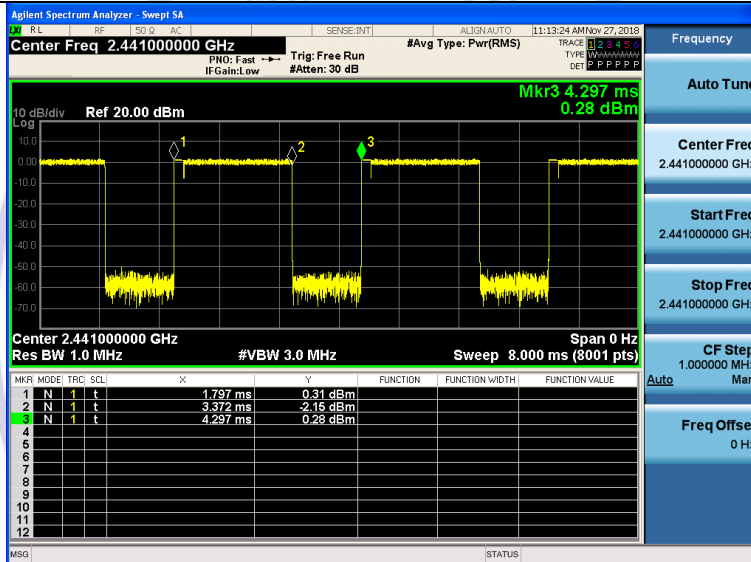 Agilent Spectrum Analyzer - Swept SA
LXI RL RF 50 Ω AC SENSE:INT ALIGN AUTO 11:13:24 AM Nov 27, 2018
Center Freq 2.441000000 GHz #Avg Type: Pwr(RMS) TRACE 1 2 3 4 5 6
PNO: Fast Trig: Free Run TYPE WWWWWW
IFGain:Low #Atten: 30 dB DET P P P P P P
Mkr3 4.297 ms
0.28 dBm
10 dB/div Ref 20.00 dBm
Log
10.0
0.00
-10.0
-20.0
-30.0
-40.0
-50.0
-60.0
-70.0
1
2
3
Center 2.441000000 GHz Span 0 Hz
Res BW 1.0 MHz #VBW 3.0 MHz Sweep 8.000 ms (8001 pts)
MKR MODE TRC SCL X Y FUNCTION FUNCTION WIDTH FUNCTION VALUE
1 N 1 t 1.797 ms 0.31 dBm
2 N 1 t 3.372 ms -2.15 dBm
3 N 1 t 4.297 ms 0.28 dBm
4
5
6
7
8
9
10
11
12
MSG STATUS
Frequency
Auto Tune
Center Freq
2.441000000 GHz
Start Freq
2.441000000 GHz
Stop Freq
2.441000000 GHz
CF Step
1.000000 MHz
Auto Man
Freq Offset
0 Hz